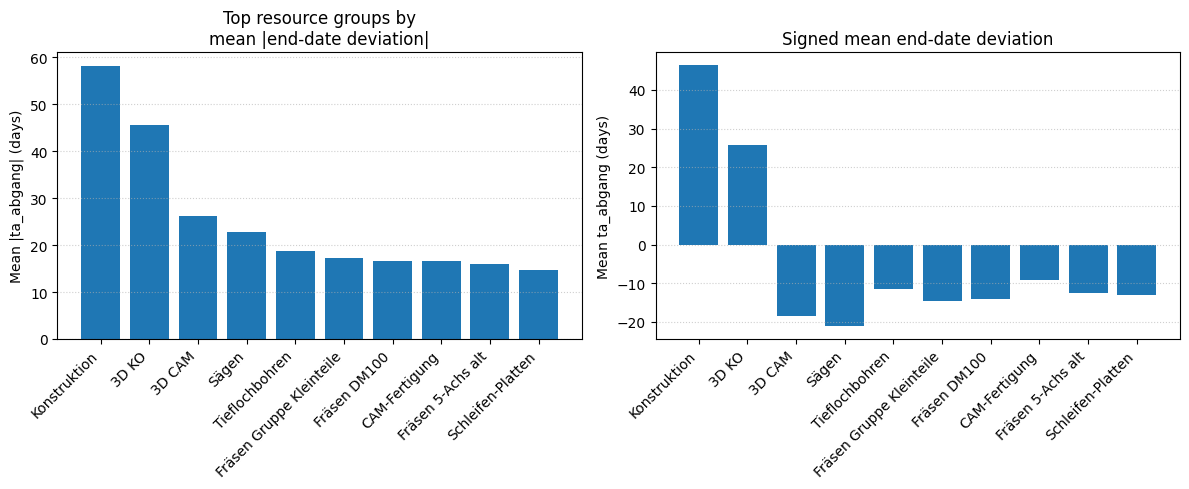 Top resource groups by
mean |end-date deviation|
Mean |ta_abgang| (days)
60
50
40
30
20
10
0
Konstruktion
3D KO
3D CAM
Sägen
Tieflochbohren
Fräsen Gruppe Kleinteile
Fräsen DM100
CAM-Fertigung
Fräsen 5-Achs alt
Schleifen-Platten
Signed mean end-date deviation
Mean ta_abgang (days)
40
30
20
10
0
−10
−20
Konstruktion
3D KO
3D CAM
Sägen
Tieflochbohren
Fräsen Gruppe Kleinteile
Fräsen DM100
CAM-Fertigung
Fräsen 5-Achs alt
Schleifen-Platten